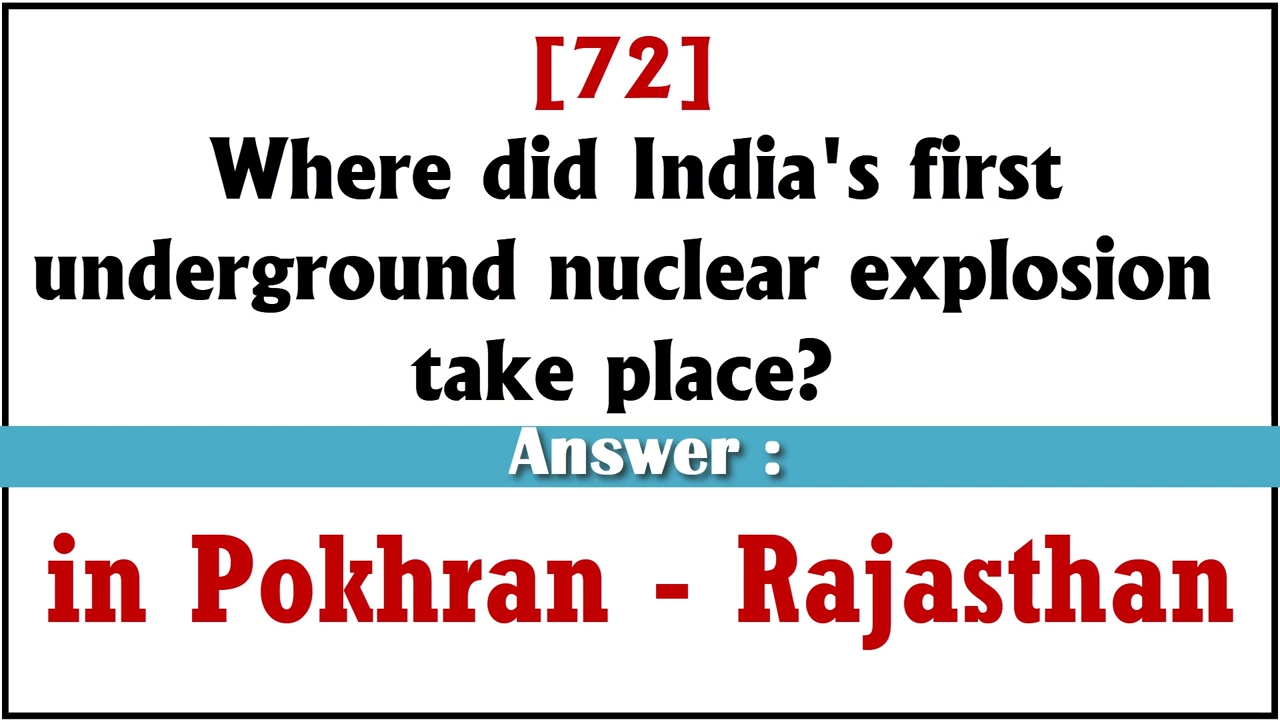 [72]
Where did India's first
underground nuclear explosion
take place?
Answer :
in Pokhran - Rajasthan